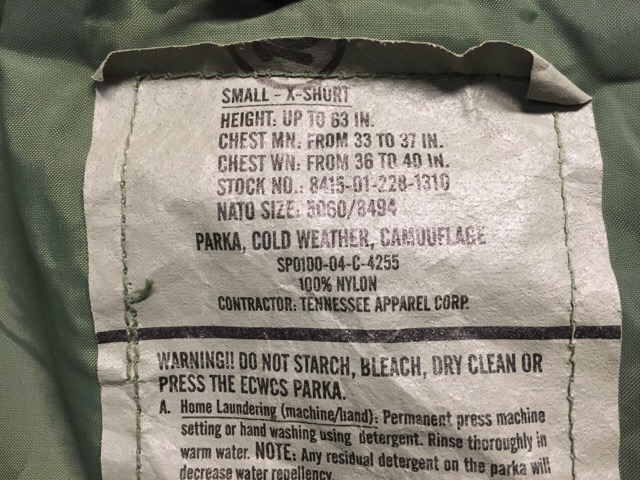 SMALL - X-SHORT
HEIGHT: UP TO 63 IN.
CHEST MN: FROM 33 TO 37 IN.
CHEST WN: FROM 36 TO 40 IN.
STOCK NO.: 8415-01-228-1310
NATO SIZE: 5060/8494
PARKA, COLD WEATHER, CAMOUFLAGE
SP0100-04-C-4255
100% NYLON
CONTRACTOR: TENNESSEE APPAREL CORP.
WARNING!! DO NOT STARCH, BLEACH, DRY CLEAN OR
PRESS THE ECWCS PARKA.
A. Home Laundering (machine/hand): Permanent press machine
setting or hand washing using detergent. Rinse thoroughly in
warm water. NOTE: Any residual detergent on the parka will
decrease water repellency.